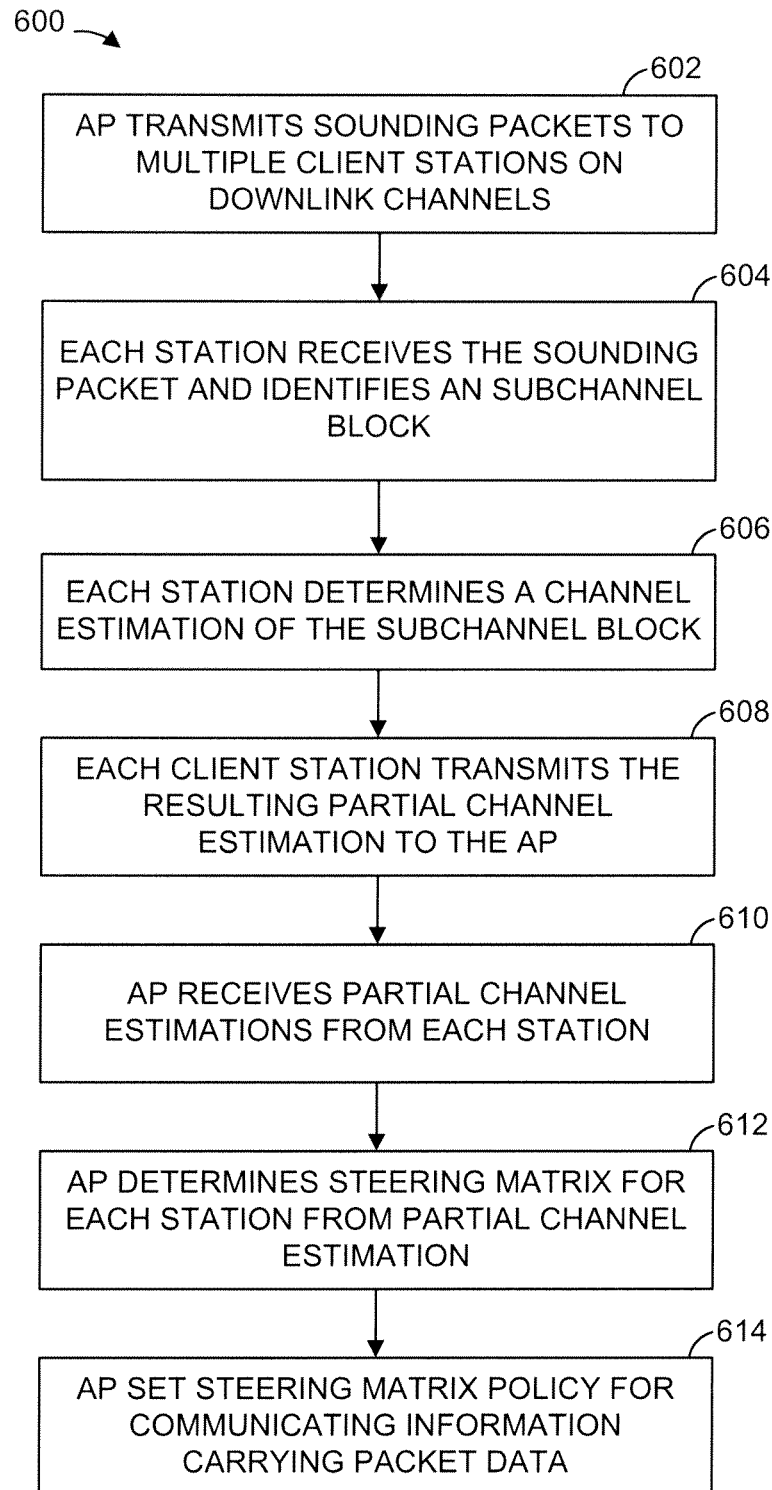 600
602
AP TRANSMITS SOUNDING PACKETS TO
MULTIPLE CLIENT STATIONS ON
DOWNLINK CHANNELS
604
EACH STATION RECEIVES THE SOUNDING
PACKET AND IDENTIFIES AN SUBCHANNEL
BLOCK
606
EACH STATION DETERMINES A CHANNEL
ESTIMATION OF THE SUBCHANNEL BLOCK
608
EACH CLIENT STATION TRANSMITS THE
RESULTING PARTIAL CHANNEL
ESTIMATION TO THE AP
610
AP RECEIVES PARTIAL CHANNEL
ESTIMATIONS FROM EACH STATION
612
AP DETERMINES STEERING MATRIX FOR
EACH STATION FROM PARTIAL CHANNEL
ESTIMATION
614
AP SET STEERING MATRIX POLICY FOR
COMMUNICATING INFORMATION
CARRYING PACKET DATA